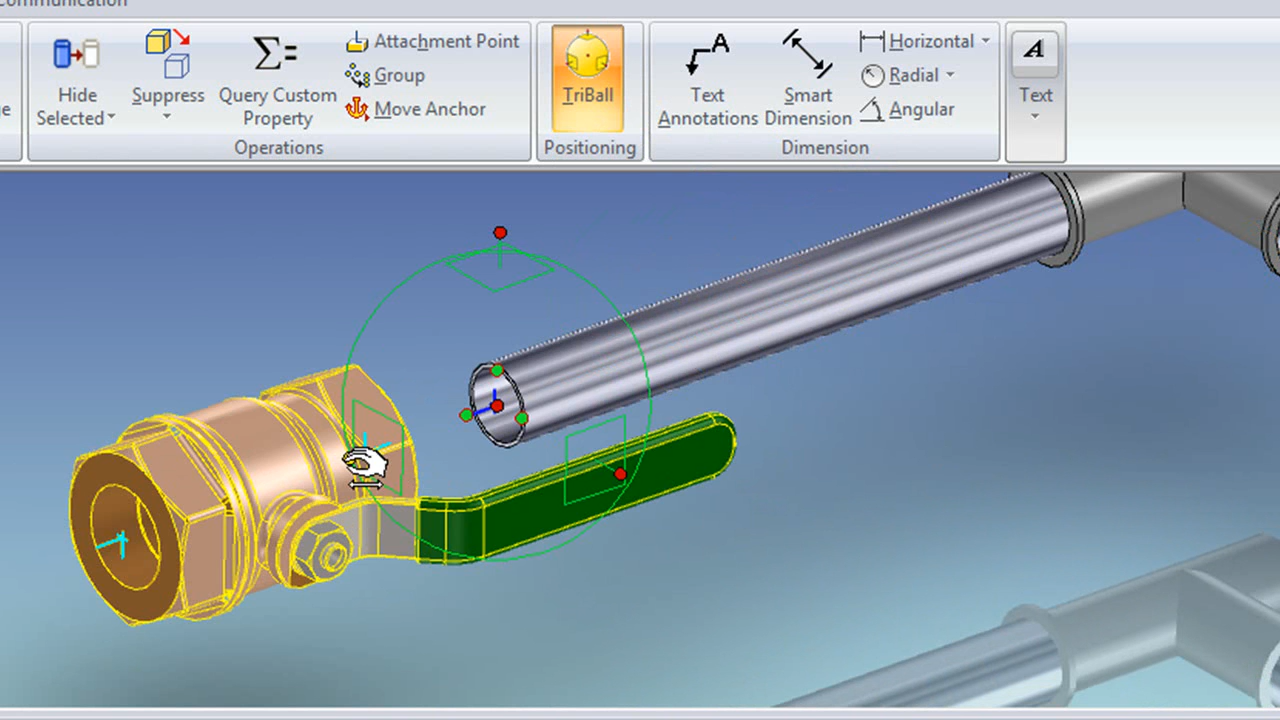 ommunication
e
Hide
Selected
Suppress
Query Custom
Property
Attachment Point
Group
Move Anchor
Operations
TriBall
Positioning
A
Text
Annotations
Smart
Dimension
Horizontal
Radial
Angular
Dimension
A
Text